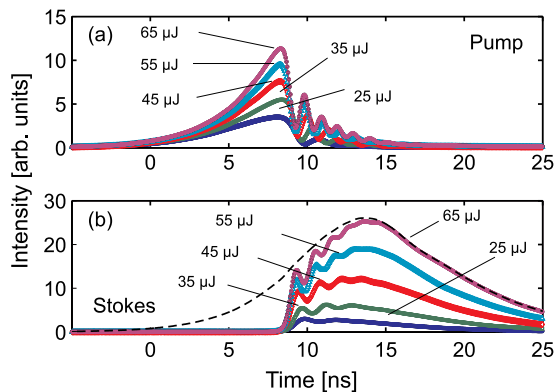 15
(a)
65 µJ
35 µJ
Pump
55 µJ
10
45 µJ
25 µJ
5
0
0 5 10 15 20 25
Intensity [arb. units]
30
(b)
55 µJ
65 µJ
20
45 µJ
25 µJ
35 µJ
10
Stokes
0
0 5 10 15 20 25
Time [ns]